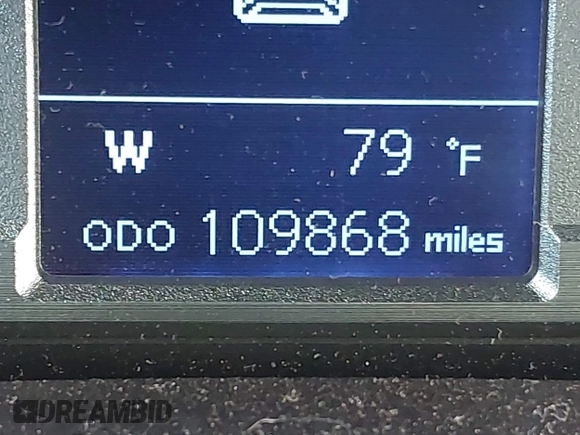 W 79 °F
ODO 109868 miles
DREAMBID